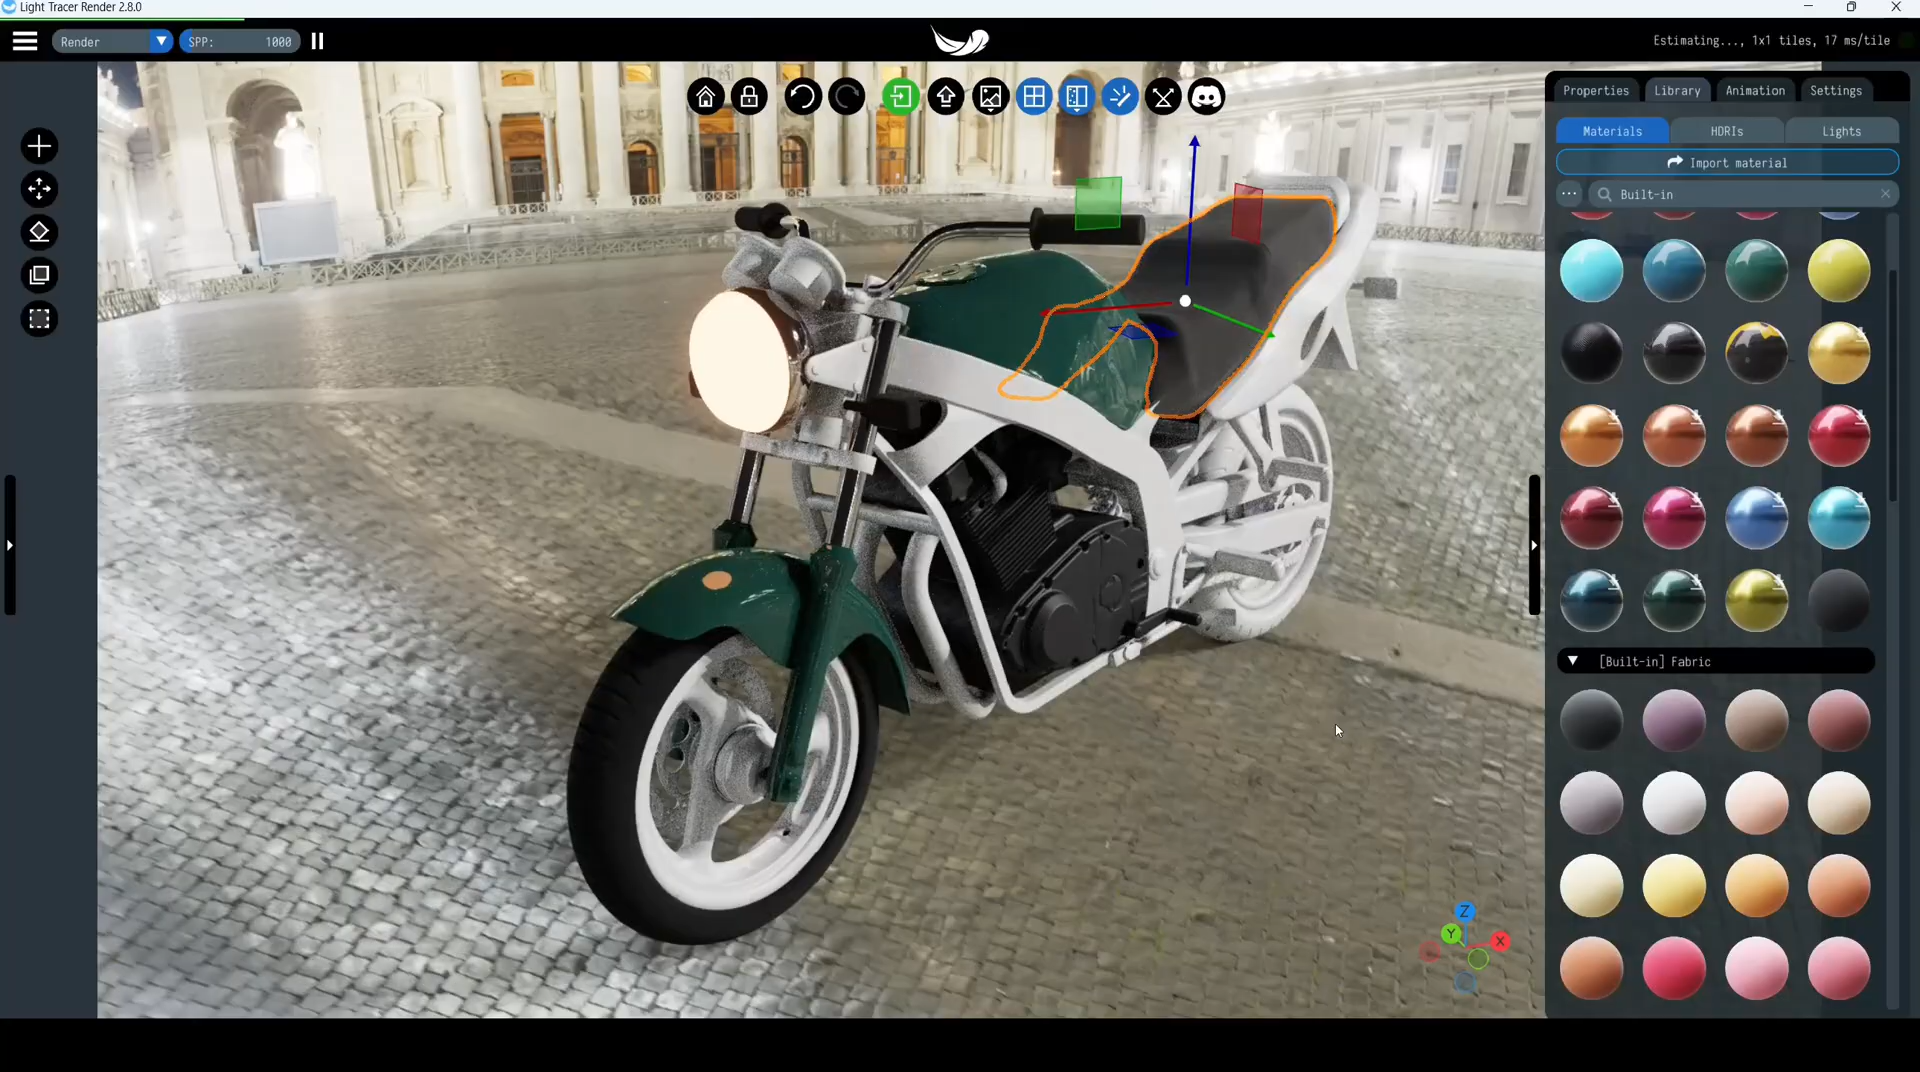 Light Tracer Render 2.8.0
Render
SPP: 1000
Estimating..., 1x1 tiles, 17 ms/tile
Properties
Library
Animation
Settings
Materials
HDRIs
Lights
Import material
Built-in
[Built-in] Fabric
Z
Y
X